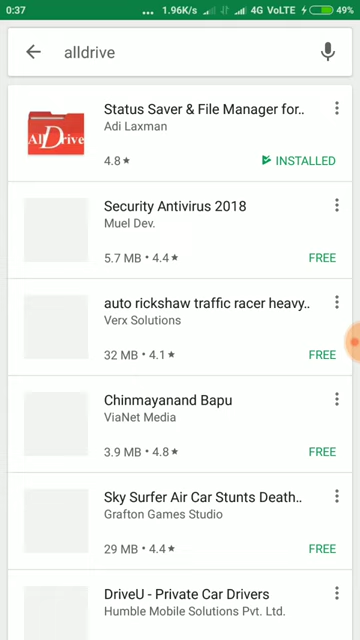 0:37 ... 1.96K/s 4G VoLTE 49%
alldrive
AllDrive
Status Saver & File Manager for..
Adi Laxman
4.8★ INSTALLED
Security Antivirus 2018
Muel Dev.
5.7 MB • 4.4★ FREE
auto rickshaw traffic racer heavy..
Verx Solutions
32 MB • 4.1★ FREE
Chinmayanand Bapu
ViaNet Media
3.9 MB • 4.8★ FREE
Sky Surfer Air Car Stunts Death..
Grafton Games Studio
29 MB • 4.4★ FREE
DriveU - Private Car Drivers
Humble Mobile Solutions Pvt. Ltd.